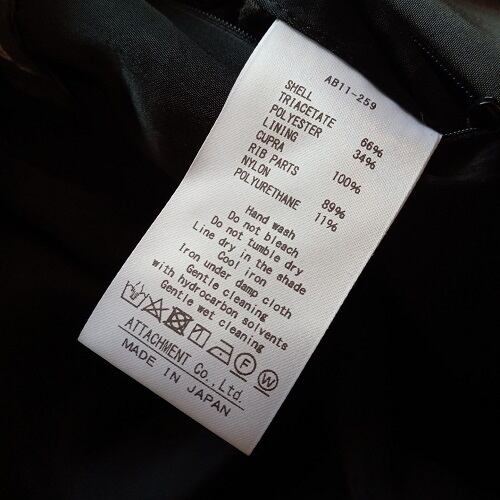 AB11-259
SHELL
TRIACETATE 66%
POLYESTER 34%
LINING
CUPRA 100%
RIB PARTS
NYLON 89%
POLYURETHANE 11%
Hand wash
Do not bleach
Do not tumble dry
Line dry in the shade
Cool iron
Iron under damp cloth
Gentle cleaning
with hydrocarbon solvents
Gentle wet cleaning
F W
ATTACHMENT Co.,Ltd.
MADE IN JAPAN